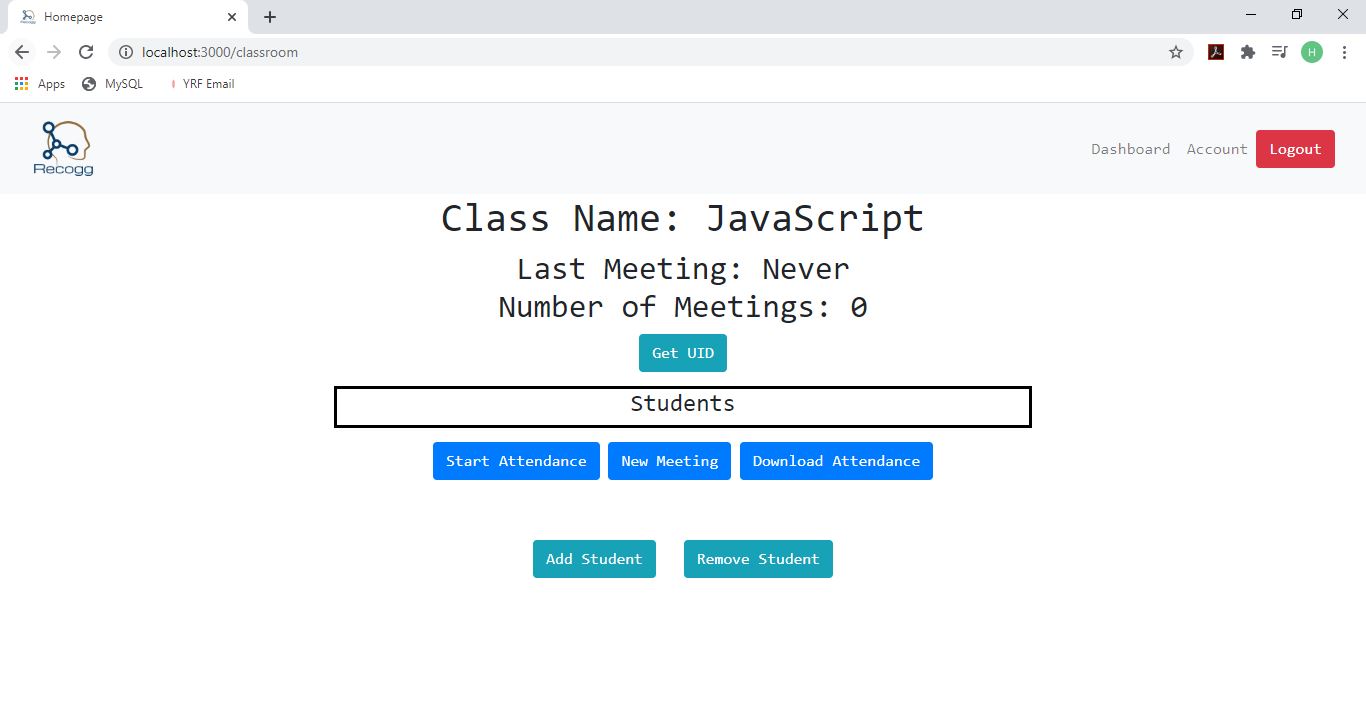 Homepage
localhost:3000/classroom
H
Apps MySQL YRF Email
Recogg
Dashboard Account Logout
Class Name: JavaScript
Last Meeting: Never
Number of Meetings: 0
Get UID
Students
Start Attendance New Meeting Download Attendance
Add Student Remove Student